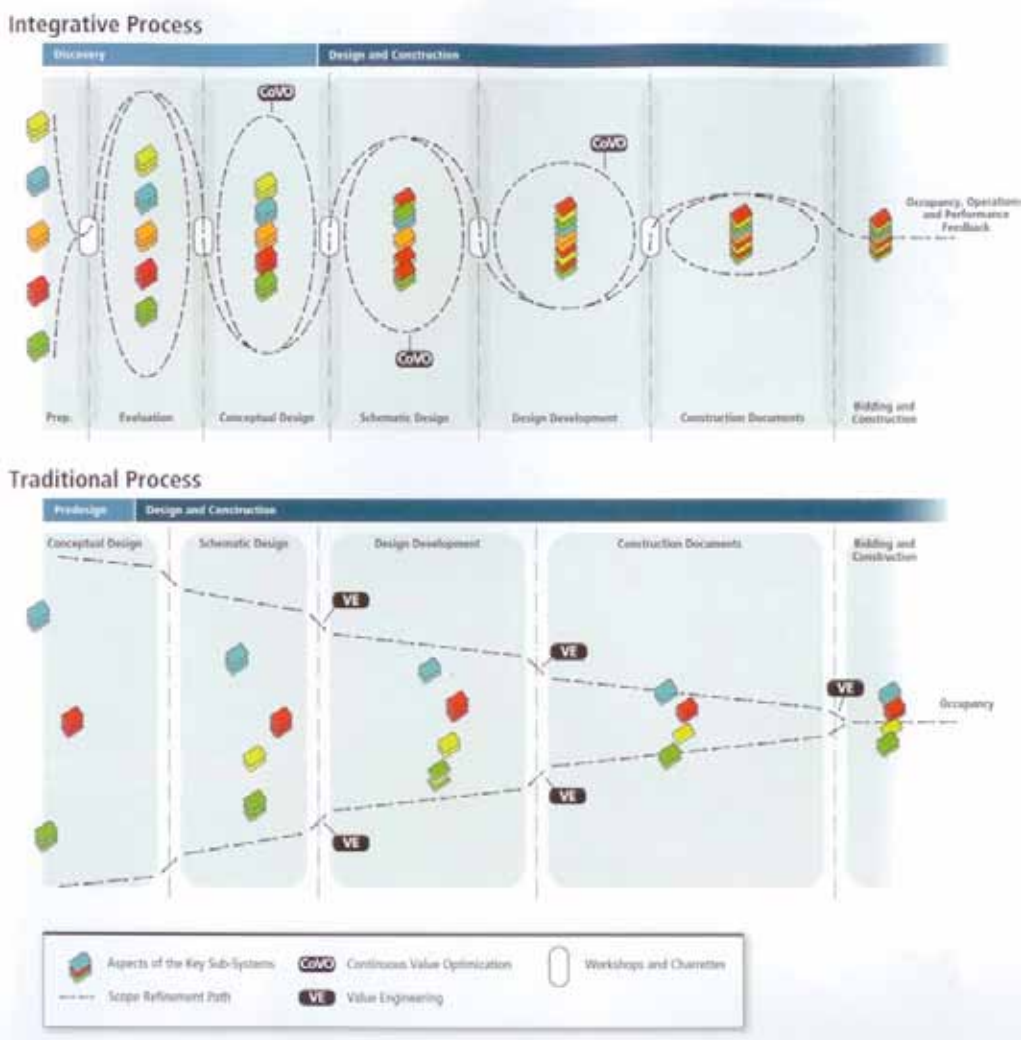 Integrative Process
Discovery
Design and Construction
CoVO
CoVO
Occupancy, Operations
and Performance
Feedback
CoVO
Prep.
Evaluation
Conceptual Design
Schematic Design
Design Development
Construction Documents
Bidding and
Construction
Traditional Process
Predesign
Design and Construction
Conceptual Design
Schematic Design
Design Development
Construction Documents
Bidding and
Construction
VE
VE
VE
Occupancy
VE
VE
Aspects of the Key Sub-Systems
CoVO
Continuous Value Optimization
Workshops and Charrettes
Scope Refinement Path
VE
Value Engineering